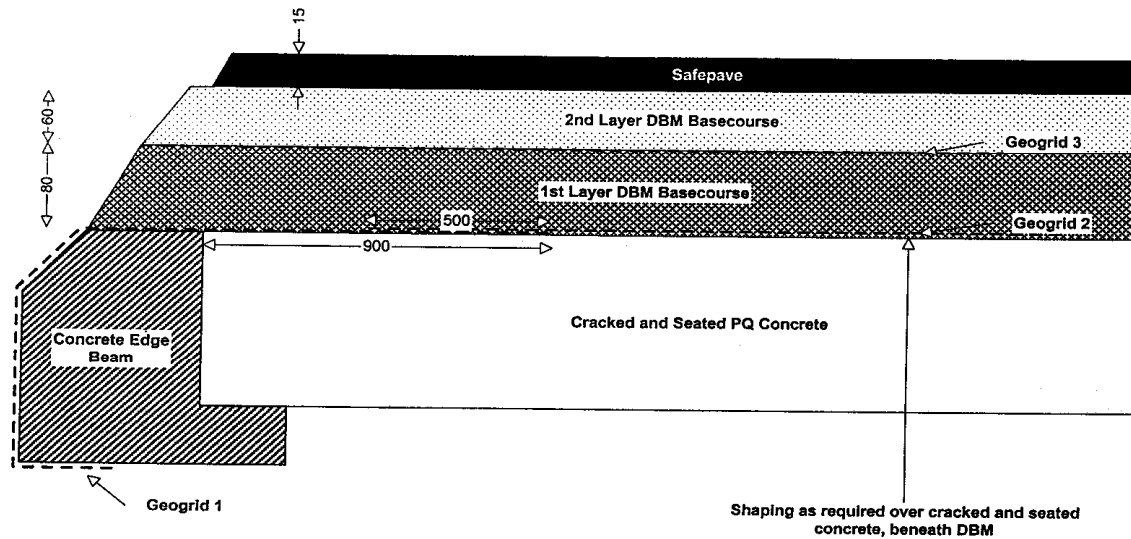 15
Safepave
60
2nd Layer DBM Basecourse
Geogrid 3
80
1st Layer DBM Basecourse
500
Geogrid 2
900
Concrete Edge
Beam
Cracked and Seated PQ Concrete
Geogrid 1
Shaping as required over cracked and seated
concrete, beneath DBM